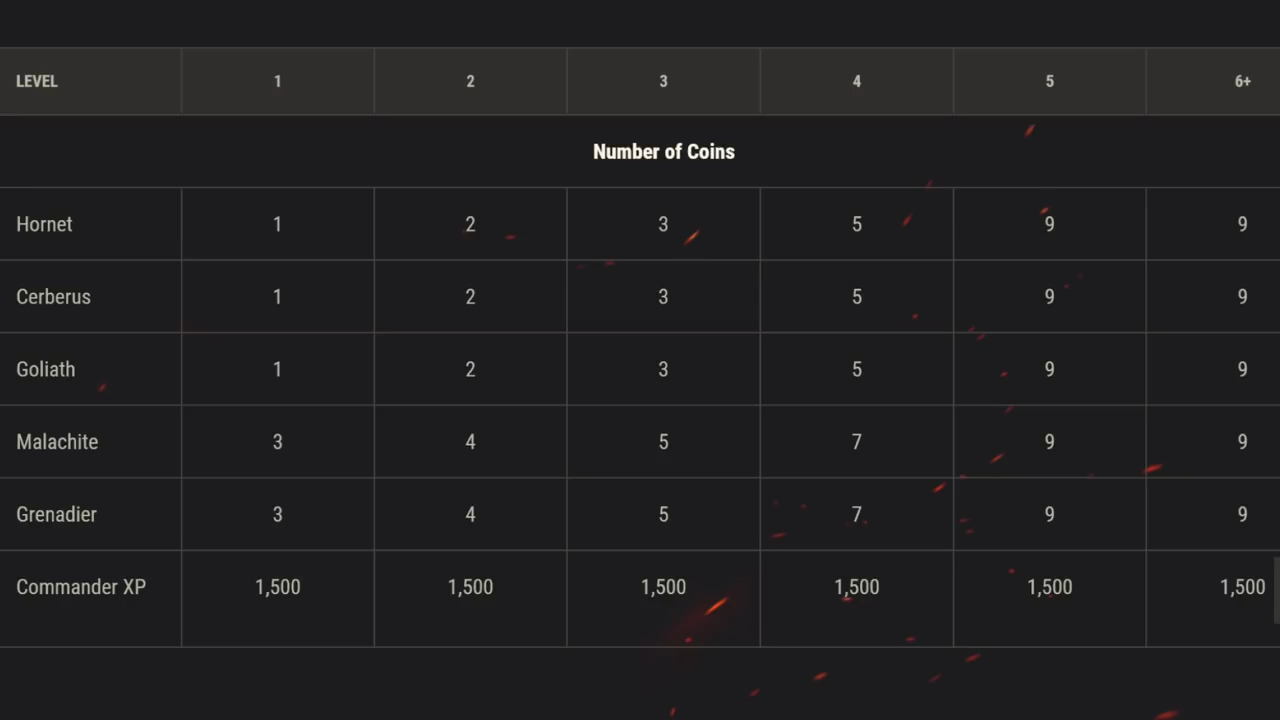 LEVEL 1 2 3 4 5 6+
Number of Coins
Hornet 1 2 3 5 9 9
Cerberus 1 2 3 5 9 9
Goliath 1 2 3 5 9 9
Malachite 3 4 5 7 9 9
Grenadier 3 4 5 7 9 9
Commander XP 1,500 1,500 1,500 1,500 1,500 1,500